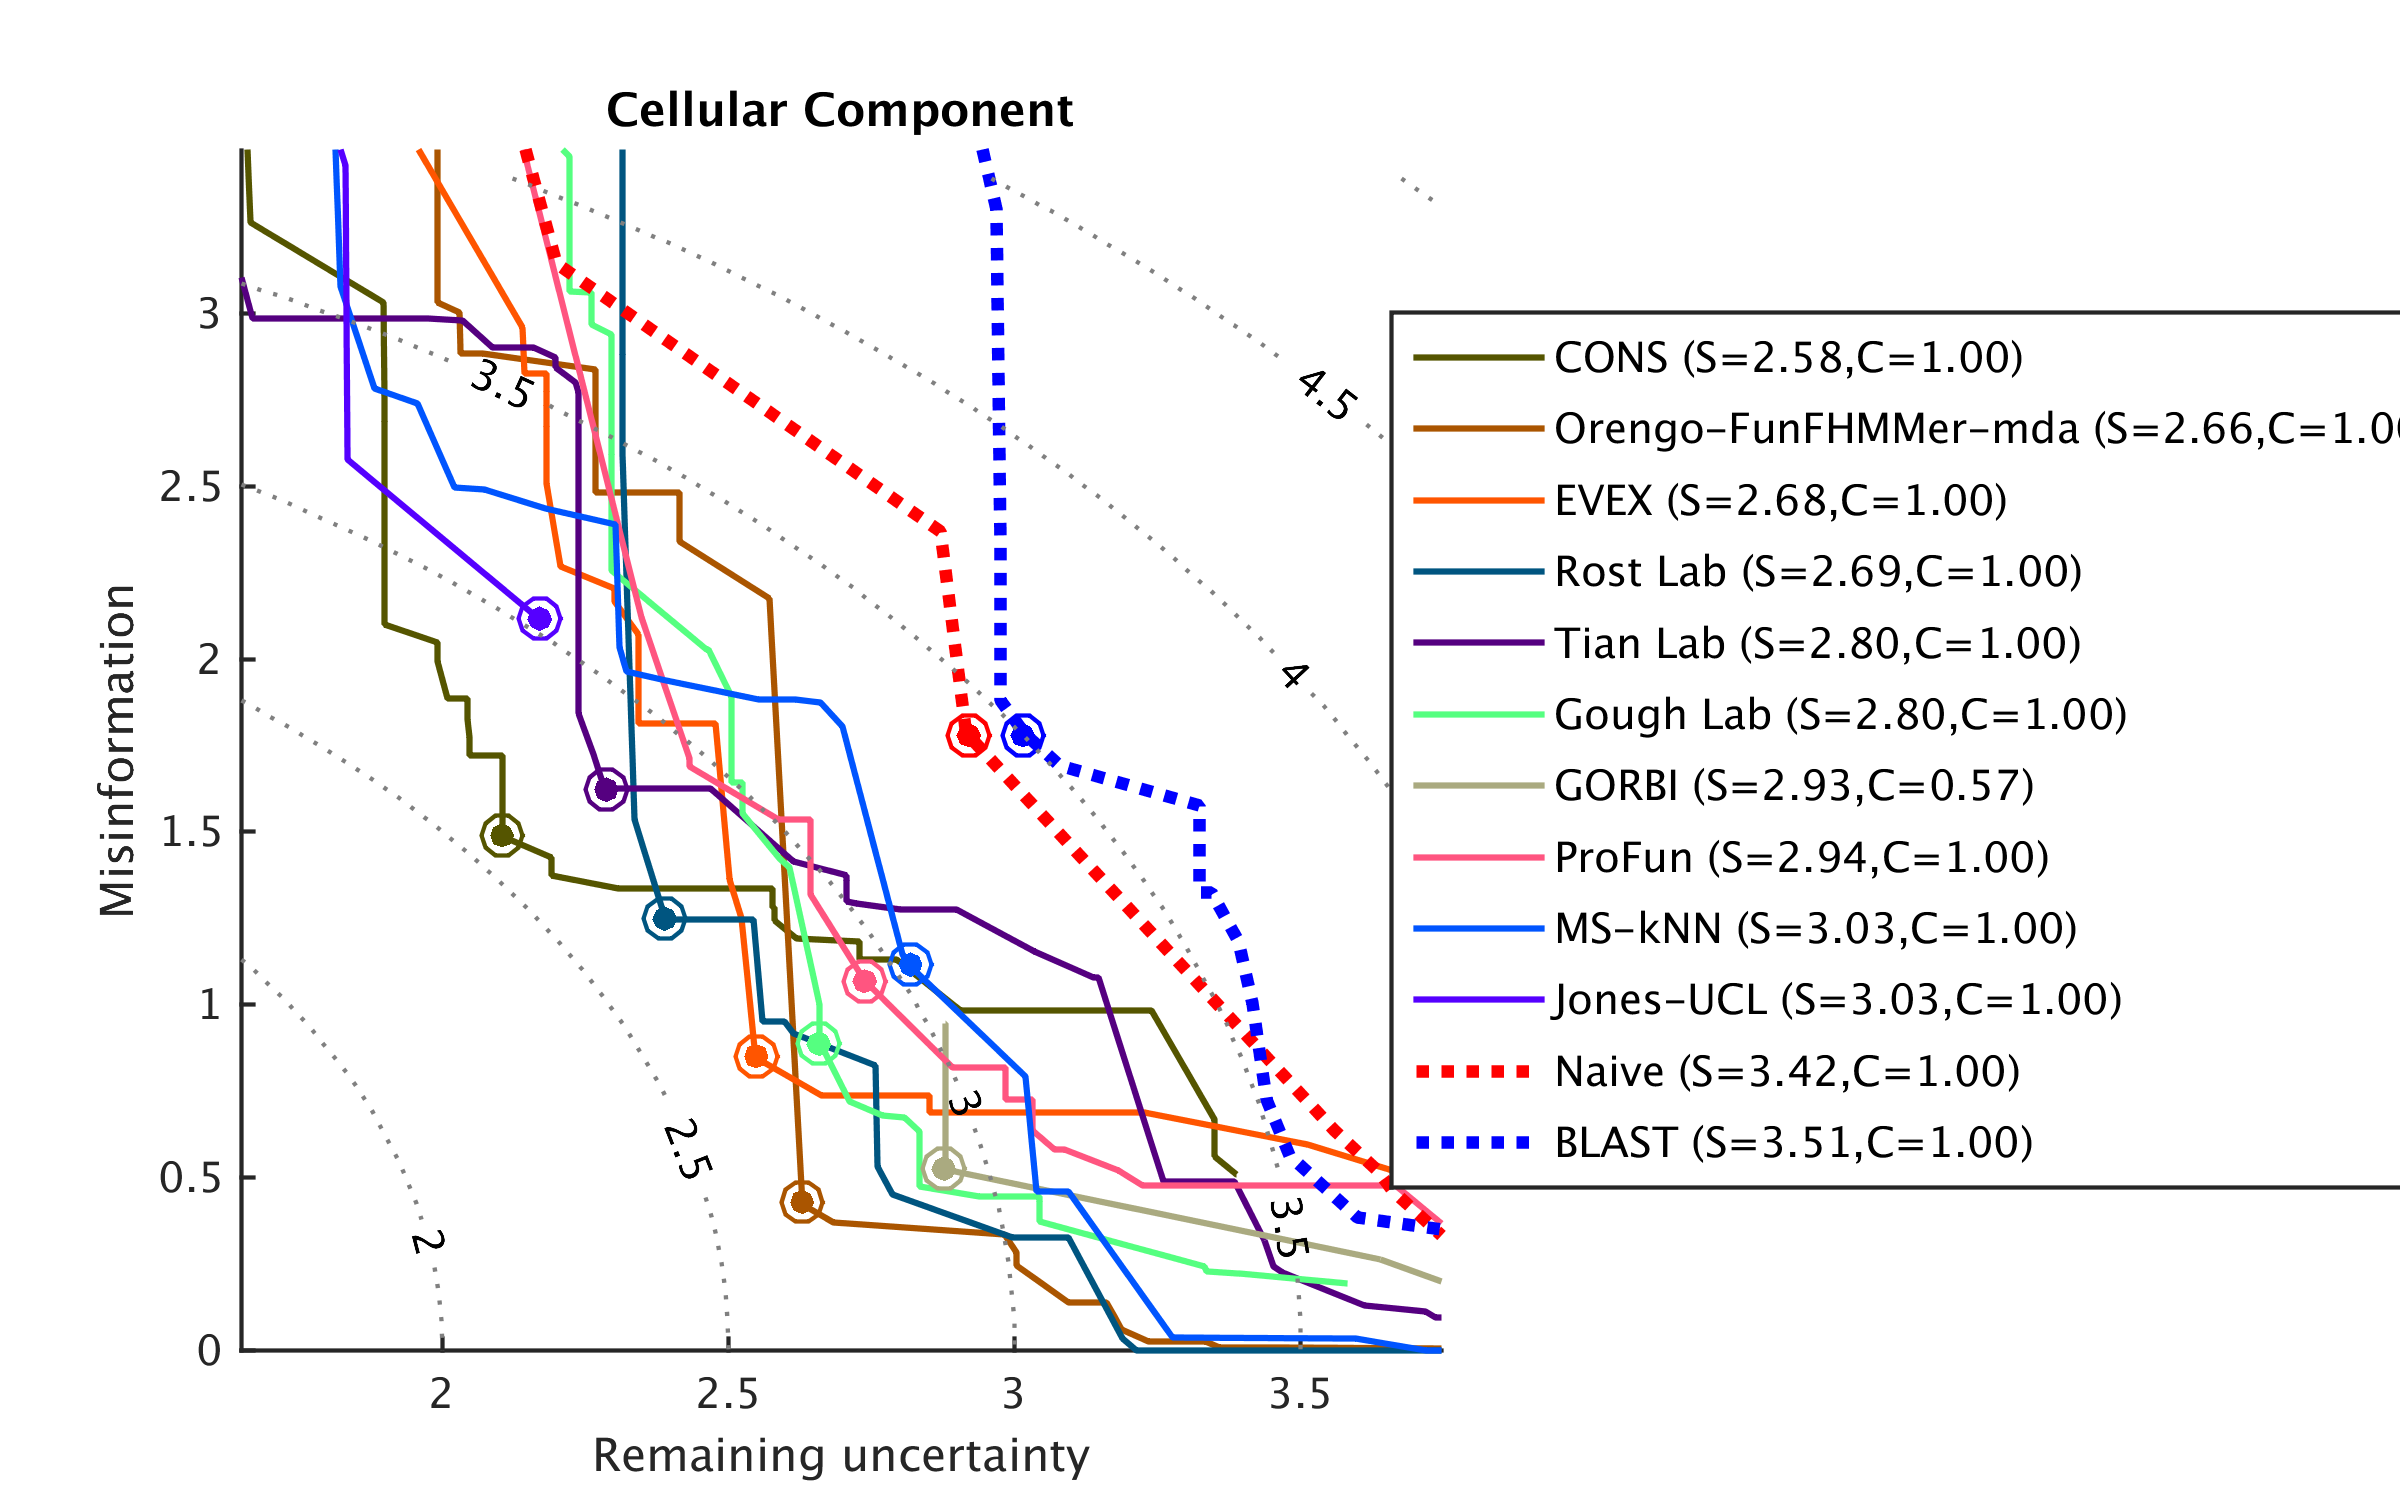 Cellular Component
Misinformation
3
2.5
2
1.5
1
0.5
0
2
2.5
3
3.5
Remaining uncertainty
3.5
4.5
4
3
2.5
2
3.5
CONS (S=2.58,C=1.00)
Orengo-FunFHMMer-mda (S=2.66,C=1.00
EVEX (S=2.68,C=1.00)
Rost Lab (S=2.69,C=1.00)
Tian Lab (S=2.80,C=1.00)
Gough Lab (S=2.80,C=1.00)
GORBI (S=2.93,C=0.57)
ProFun (S=2.94,C=1.00)
MS-kNN (S=3.03,C=1.00)
Jones-UCL (S=3.03,C=1.00)
Naive (S=3.42,C=1.00)
BLAST (S=3.51,C=1.00)